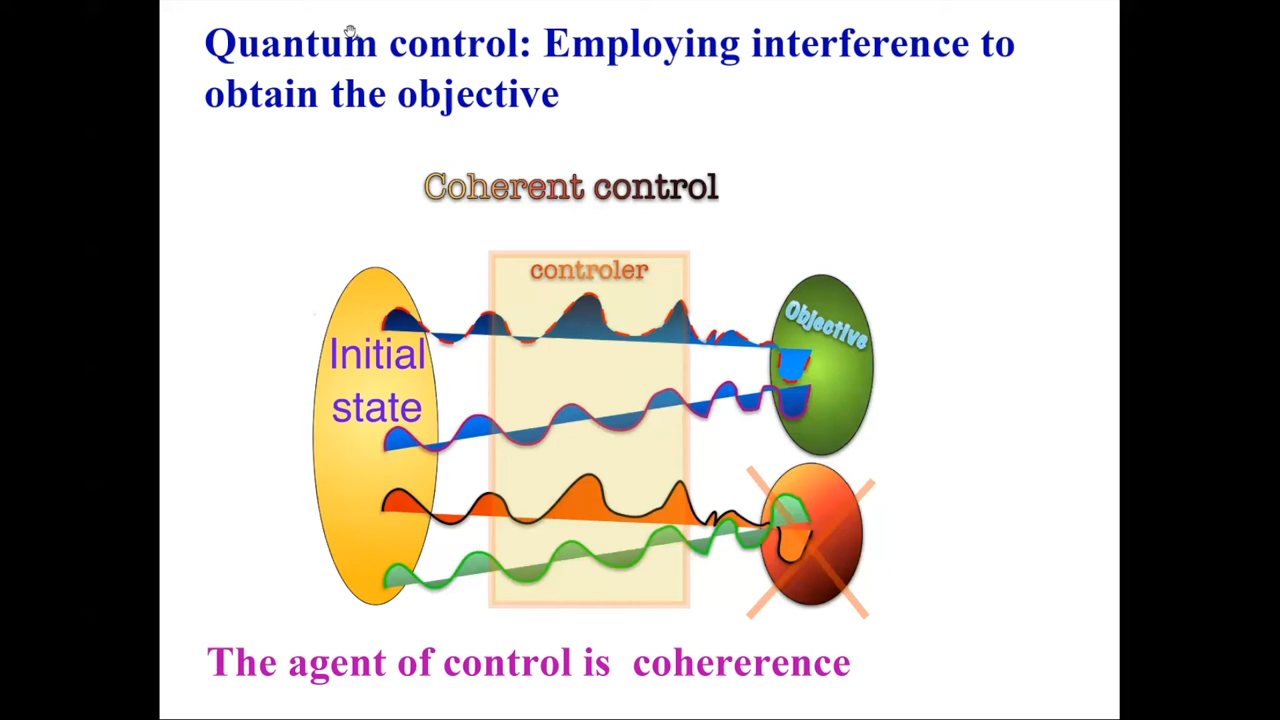 Quantum control: Employing interference to
obtain the objective
Coherent control
controler
Objective
Initial
state
The agent of control is cohererence